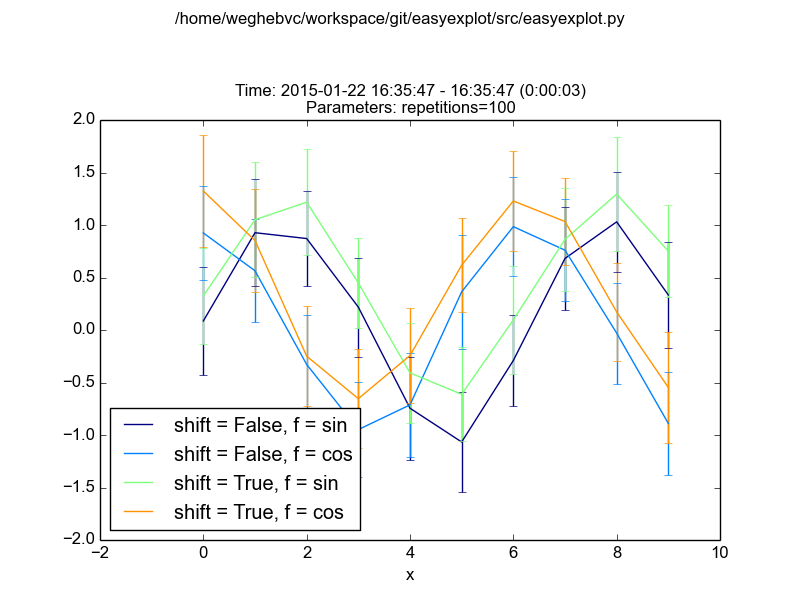 /home/weghebvc/workspace/git/easyexplot/src/easyexplot.py
Time: 2015-01-22 16:35:47 - 16:35:47 (0:00:03)
Parameters: repetitions=100
2.0
1.5
1.0
0.5
0.0
−0.5
−1.0
−1.5
−2.0
shift = False, f = sin
shift = False, f = cos
shift = True, f = sin
shift = True, f = cos
−2 0 2 4 6 8 10
x